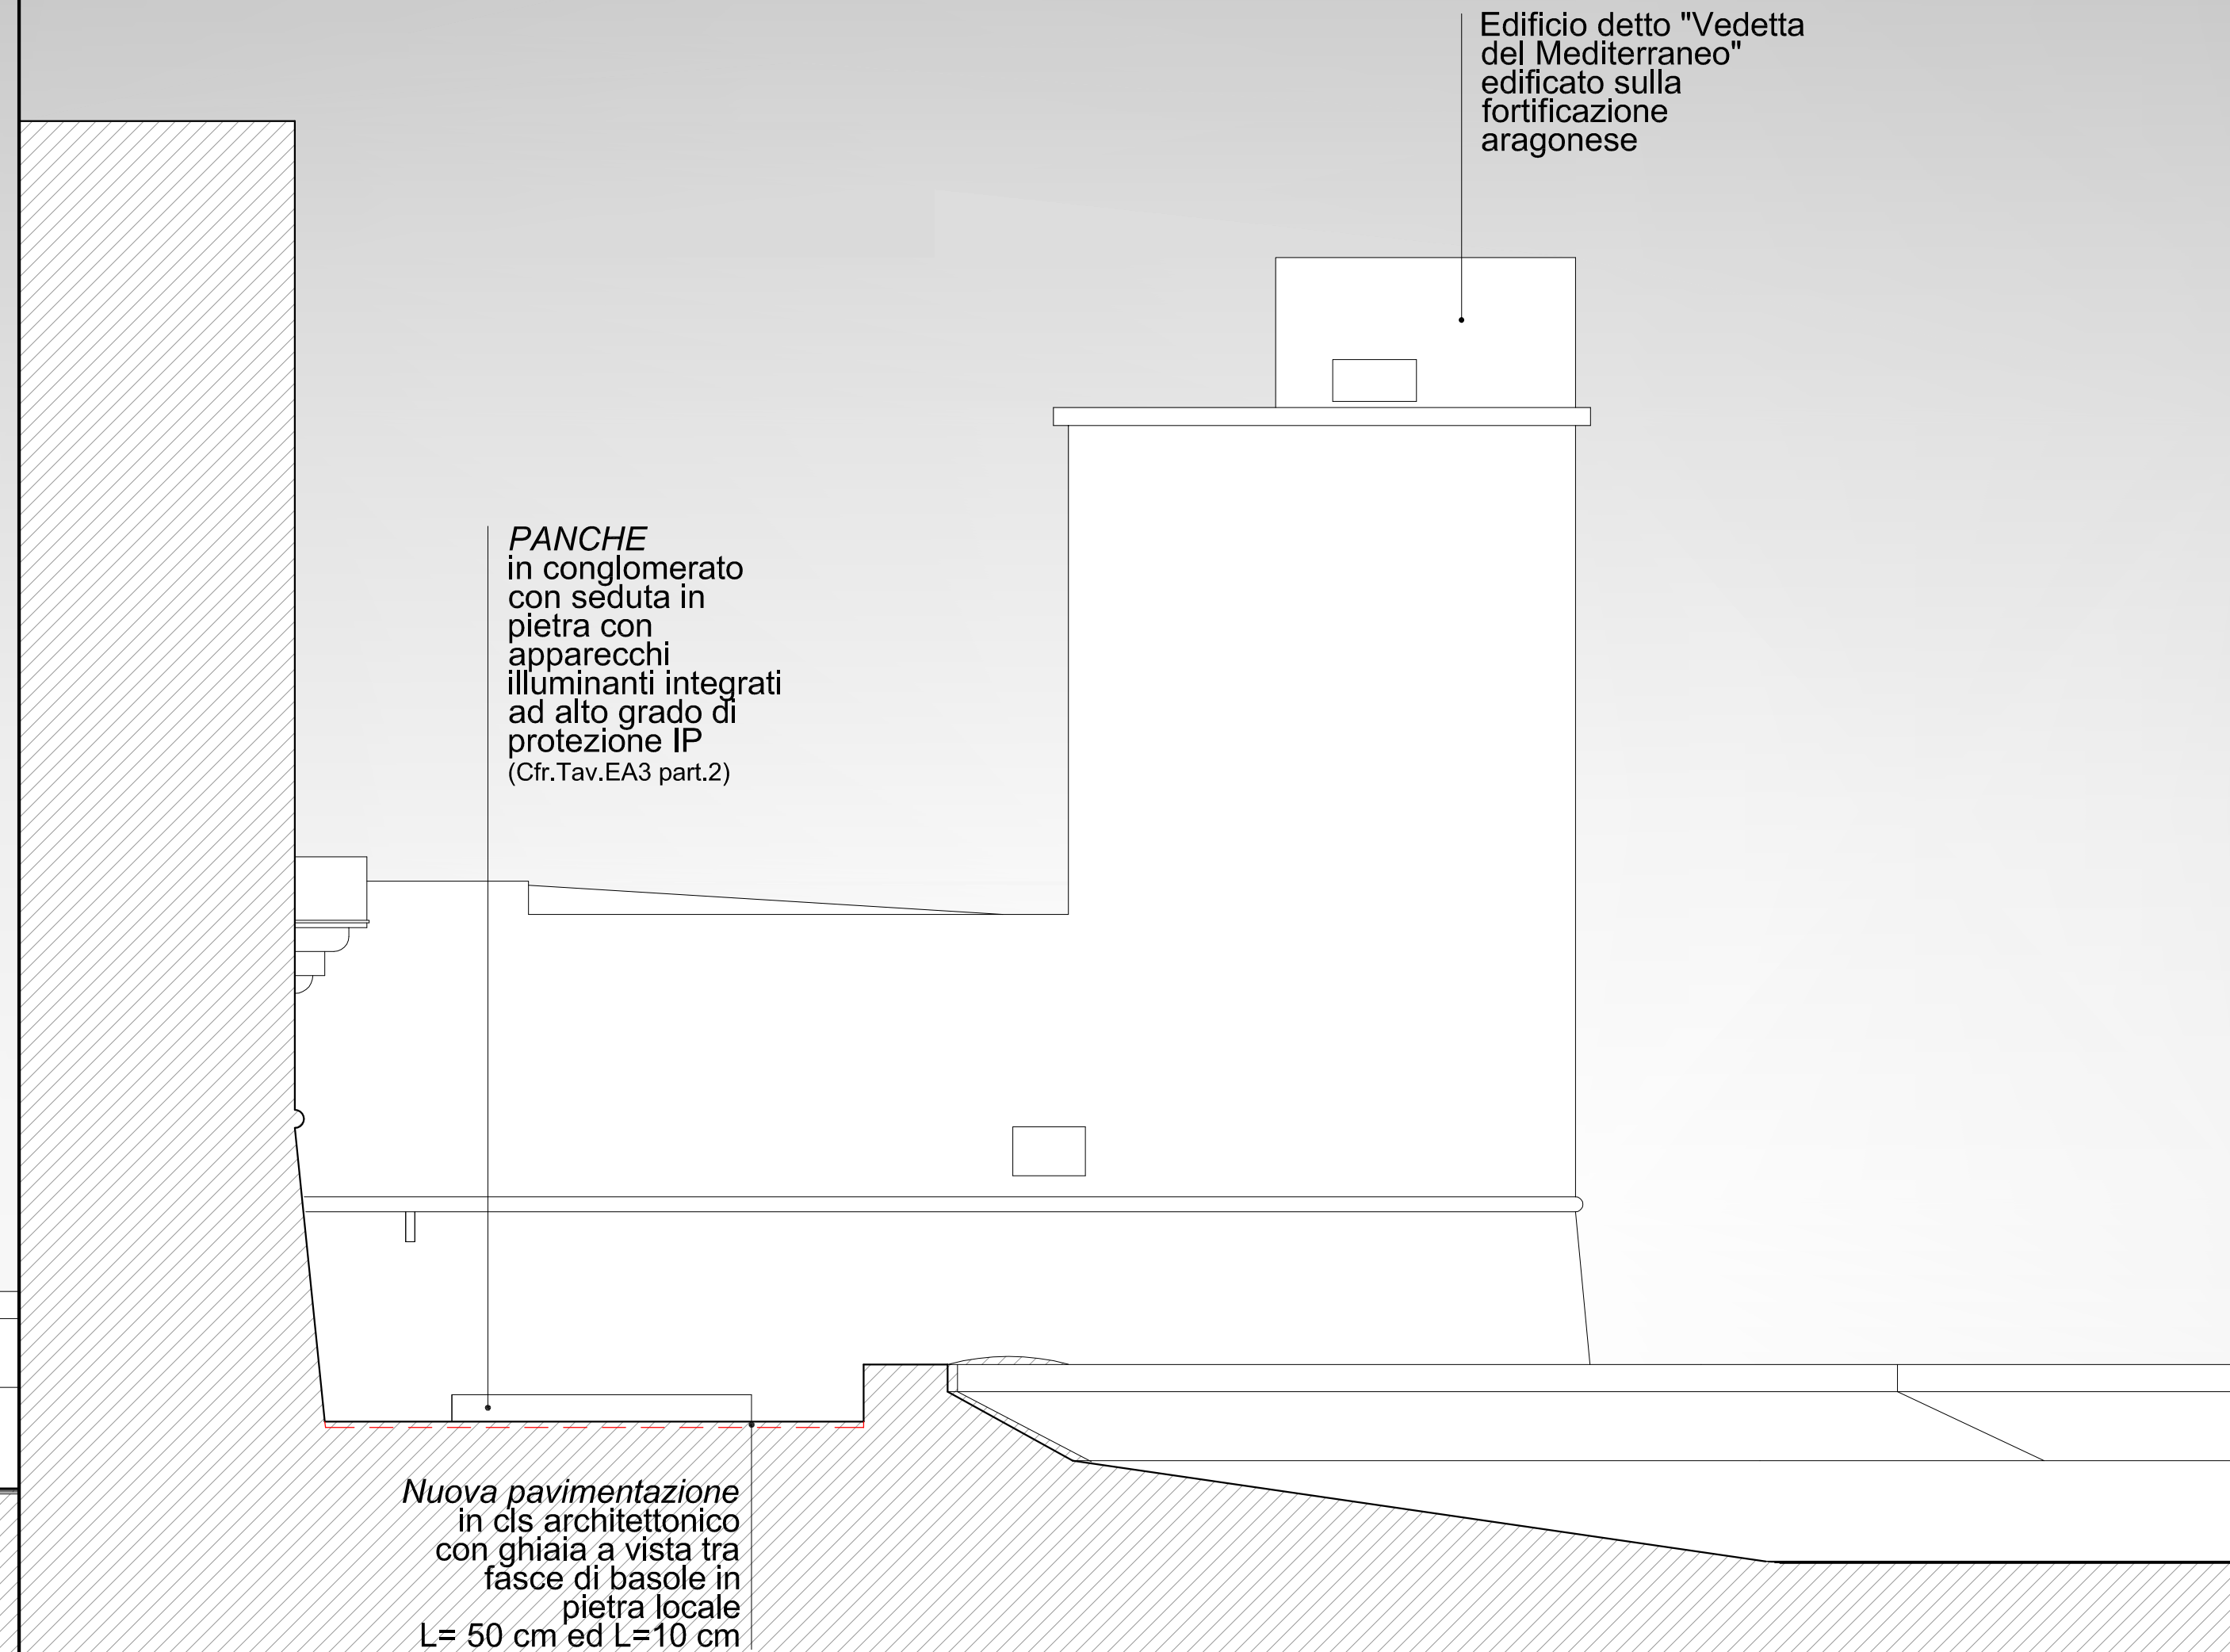 Edificio detto "Vedetta
del Mediterraneo"
edificato sulla
fortificazione
aragonese
PANCHE
in conglomerato
con seduta in
pietra con
apparecchi
illuminanti integrati
ad alto grado di
protezione IP
(Cfr.Tav.EA3 part.2)
Nuova pavimentazione
in cls architettonico
con ghiaia a vista tra
fasce di basole in
pietra locale
L= 50 cm ed L=10 cm